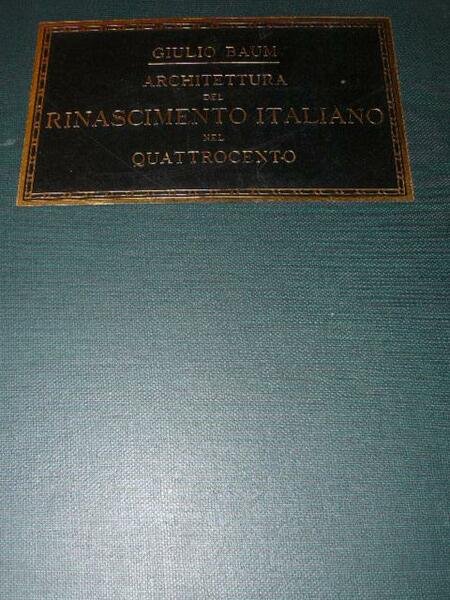 GIULIO BAUM
ARCHITETTURA
DEL
RINASCIMENTO ITALIANO
NEL
QUATTROCENTO